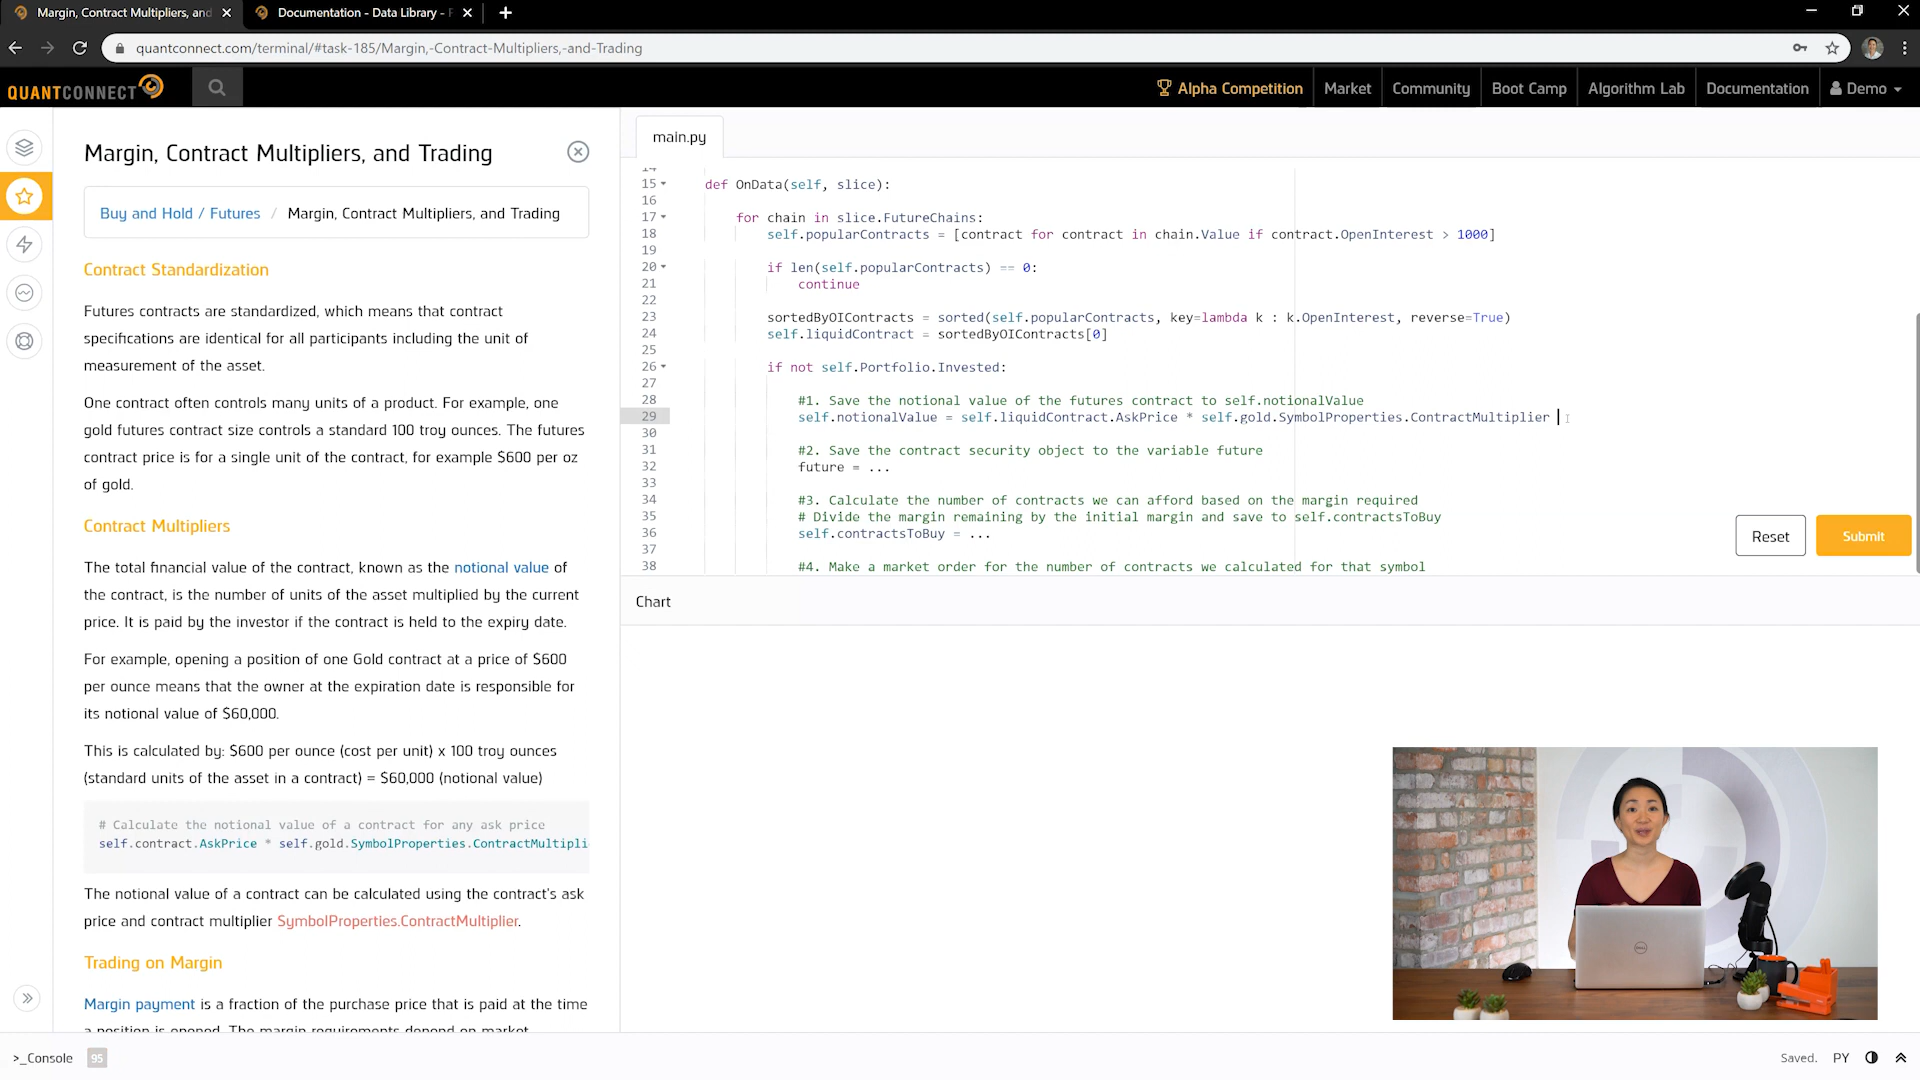 Margin, Contract Multipliers, and
Documentation - Data Library -
quantconnect.com/terminal/#task-185/Margin,-Contract-Multipliers,-and-Trading
QUANTCONNECT
Alpha Competition
Market
Community
Boot Camp
Algorithm Lab
Documentation
Demo
Margin, Contract Multipliers, and Trading
Buy and Hold / Futures / Margin, Contract Multipliers, and Trading
Contract Standardization
Futures contracts are standardized, which means that contract
specifications are identical for all participants including the unit of
measurement of the asset.
One contract often controls many units of a product. For example, one
gold futures contract size controls a standard 100 troy ounces. The futures
contract price is for a single unit of the contract, for example $600 per oz
of gold.
Contract Multipliers
The total financial value of the contract, known as the notional value of
the contract, is the number of units of the asset multiplied by the current
price. It is paid by the investor if the contract is held to the expiry date.
For example, opening a position of one Gold contract at a price of $600
per ounce means that the owner at the expiration date is responsible for
its notional value of $60,000.
This is calculated by: $600 per ounce (cost per unit) x 100 troy ounces
(standard units of the asset in a contract) = $60,000 (notional value)
# Calculate the notional value of a contract for any ask price
self.contract.AskPrice * self.gold.SymbolProperties.ContractMultipli
The notional value of a contract can be calculated using the contract's ask
price and contract multiplier SymbolProperties.ContractMultiplier.
Trading on Margin
Margin payment is a fraction of the purchase price that is paid at the time
a position is opened. The margin requirements depend on market
main.py
14
15 def OnData(self, slice):
16
17 for chain in slice.FutureChains:
18 self.popularContracts = [contract for contract in chain.Value if contract.OpenInterest > 1000]
19
20 if len(self.popularContracts) == 0:
21 continue
22
23 sortedByOIContracts = sorted(self.popularContracts, key=lambda k : k.OpenInterest, reverse=True)
24 self.liquidContract = sortedByOIContracts[0]
25
26 if not self.Portfolio.Invested:
27
28 #1. Save the notional value of the futures contract to self.notionalValue
29 self.notionalValue = self.liquidContract.AskPrice * self.gold.SymbolProperties.ContractMultiplier
30
31 #2. Save the contract security object to the variable future
32 future = ...
33
34 #3. Calculate the number of contracts we can afford based on the margin required
35 # Divide the margin remaining by the initial margin and save to self.contractsToBuy
36 self.contractsToBuy = ...
37
38 #4. Make a market order for the number of contracts we calculated for that symbol
Reset
Submit
Chart
DELL
>_Console 95
Saved. PY